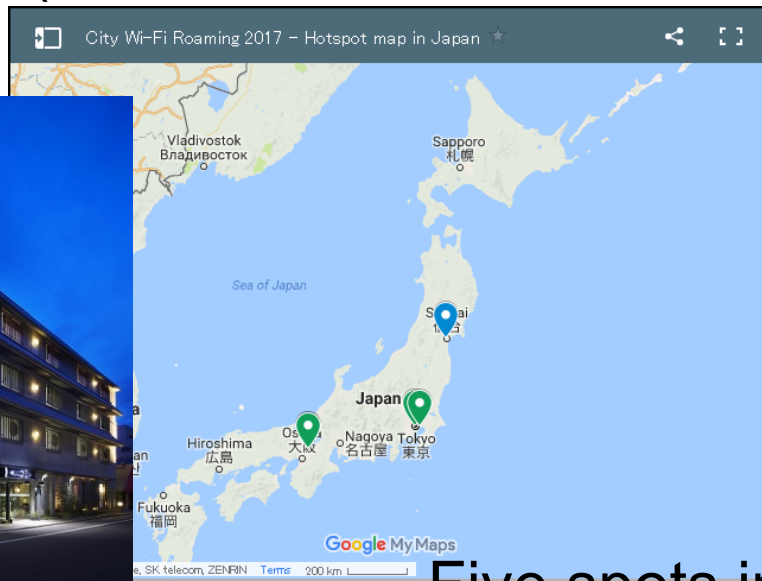 City Wi-Fi Roaming 2017 - Hotspot map in Japan
Vladivostok
Владивосток
Sapporo
札幌
Sea of Japan
Japan
Hiroshima
広島
大阪
Nagoya
名古屋
Tokyo
東京
Fukuoka
福岡
Google My Maps
SK telecom, ZENRIN Terms 200 km
Five spots